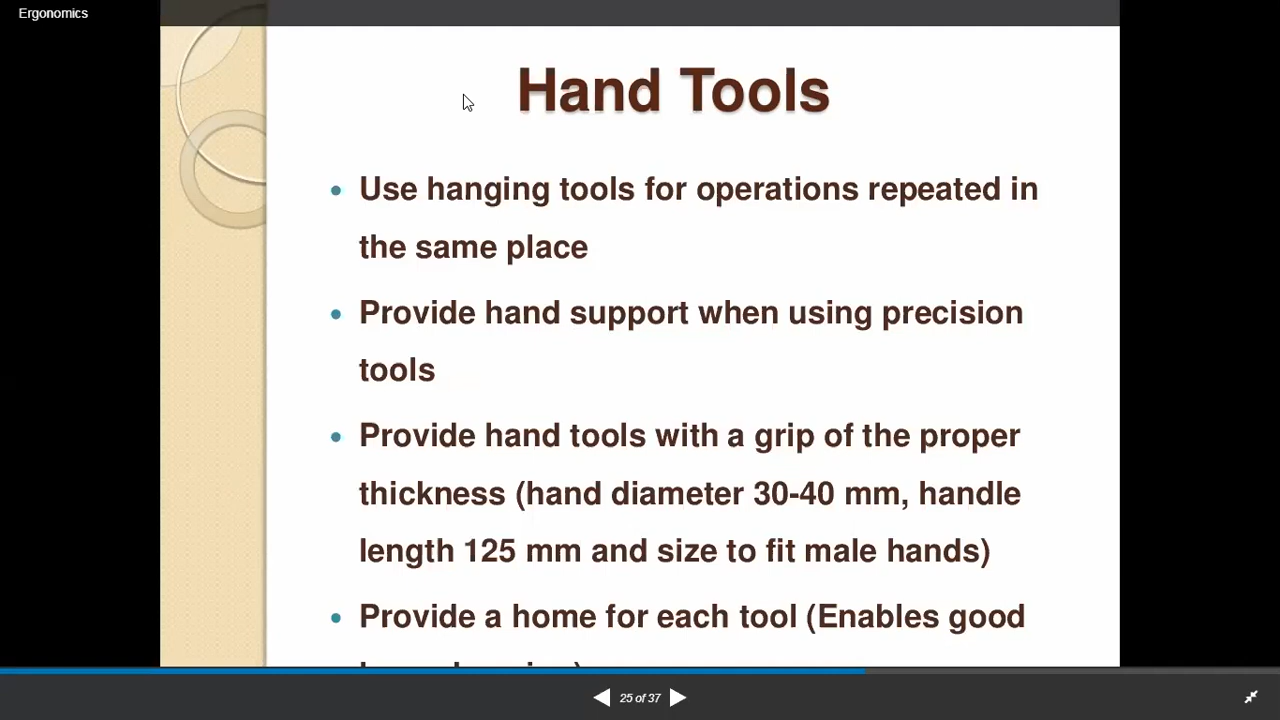 Ergonomics
Hand Tools
• Use hanging tools for operations repeated in
the same place
• Provide hand support when using precision
tools
• Provide hand tools with a grip of the proper
thickness (hand diameter 30-40 mm, handle
length 125 mm and size to fit male hands)
• Provide a home for each tool (Enables good
25 of 37